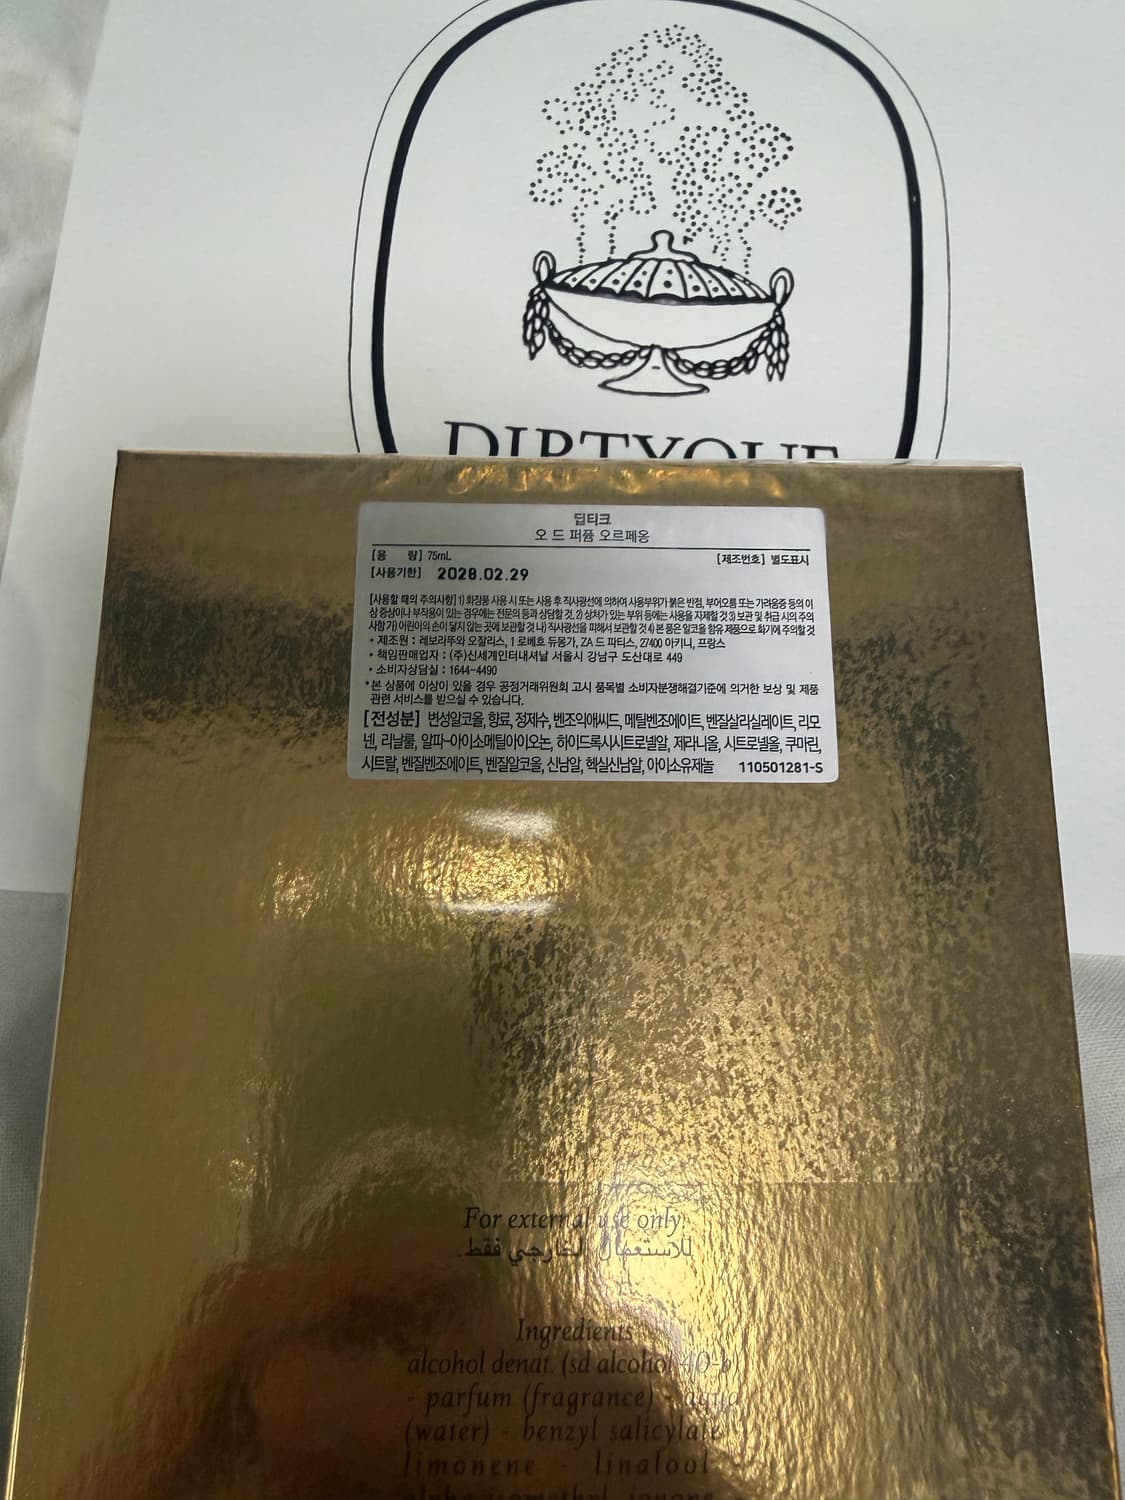 DIPTYQUE
딥티크
오 드 퍼퓸 오르페옹
[용 량] 75mL [제조번호] 별도표시
[사용기한] 2028.02.29
[사용할 때의 주의사항] 1) 화장품 사용 시 또는 사용 후 직사광선에 의하여 사용부위가 붉은 반점, 부어오름 또는 가려움증 등의 이
상 증상이나 부작용이 있는 경우에는 전문의 등과 상담할 것, 2) 상처가 있는 부위 등에는 사용을 자제할 것 3) 보관 및 취급 시의 주의
사항 가) 어린이의 손이 닿지 않는 곳에 보관할 것 나) 직사광선을 피해서 보관할 것 4) 본 품은 알코올 함유 제품으로 화기에 주의할 것
• 제조원 : 레보라뚜와 오잘리스, 1 로베흐 듀몽가, ZA 드 파티스, 27400 아키니, 프랑스
• 책임판매업자 : (주)신세계인터내셔날 서울시 강남구 도산대로 449
• 소비자상담실 : 1644-4490
*본 상품에 이상이 있을 경우 공정거래위원회 고시 품목별 소비자분쟁해결기준에 의거한 보상 및 제품
관련 서비스를 받으실 수 있습니다.
[전성분] 변성알코올, 향료, 정제수, 벤조익애씨드, 메틸벤조에이트, 벤질살리실레이트, 리모
넨, 리날룰, 알파-아이소메틸아이오논, 하이드록시시트로넬알, 제라니올, 시트로넬올, 쿠마린,
시트랄, 벤질벤조에이트, 벤질알코올, 신남알, 헥실신남알, 아이소유제놀 110501281-S
For external use only.
للاستعمال الخارجي فقط.
Ingredients
alcohol denat. (sd alcohol 40-b)
- parfum (fragrance) - aqua
(water) - benzyl salicylate
limonene - linalool
alpha-isomethyl ionone